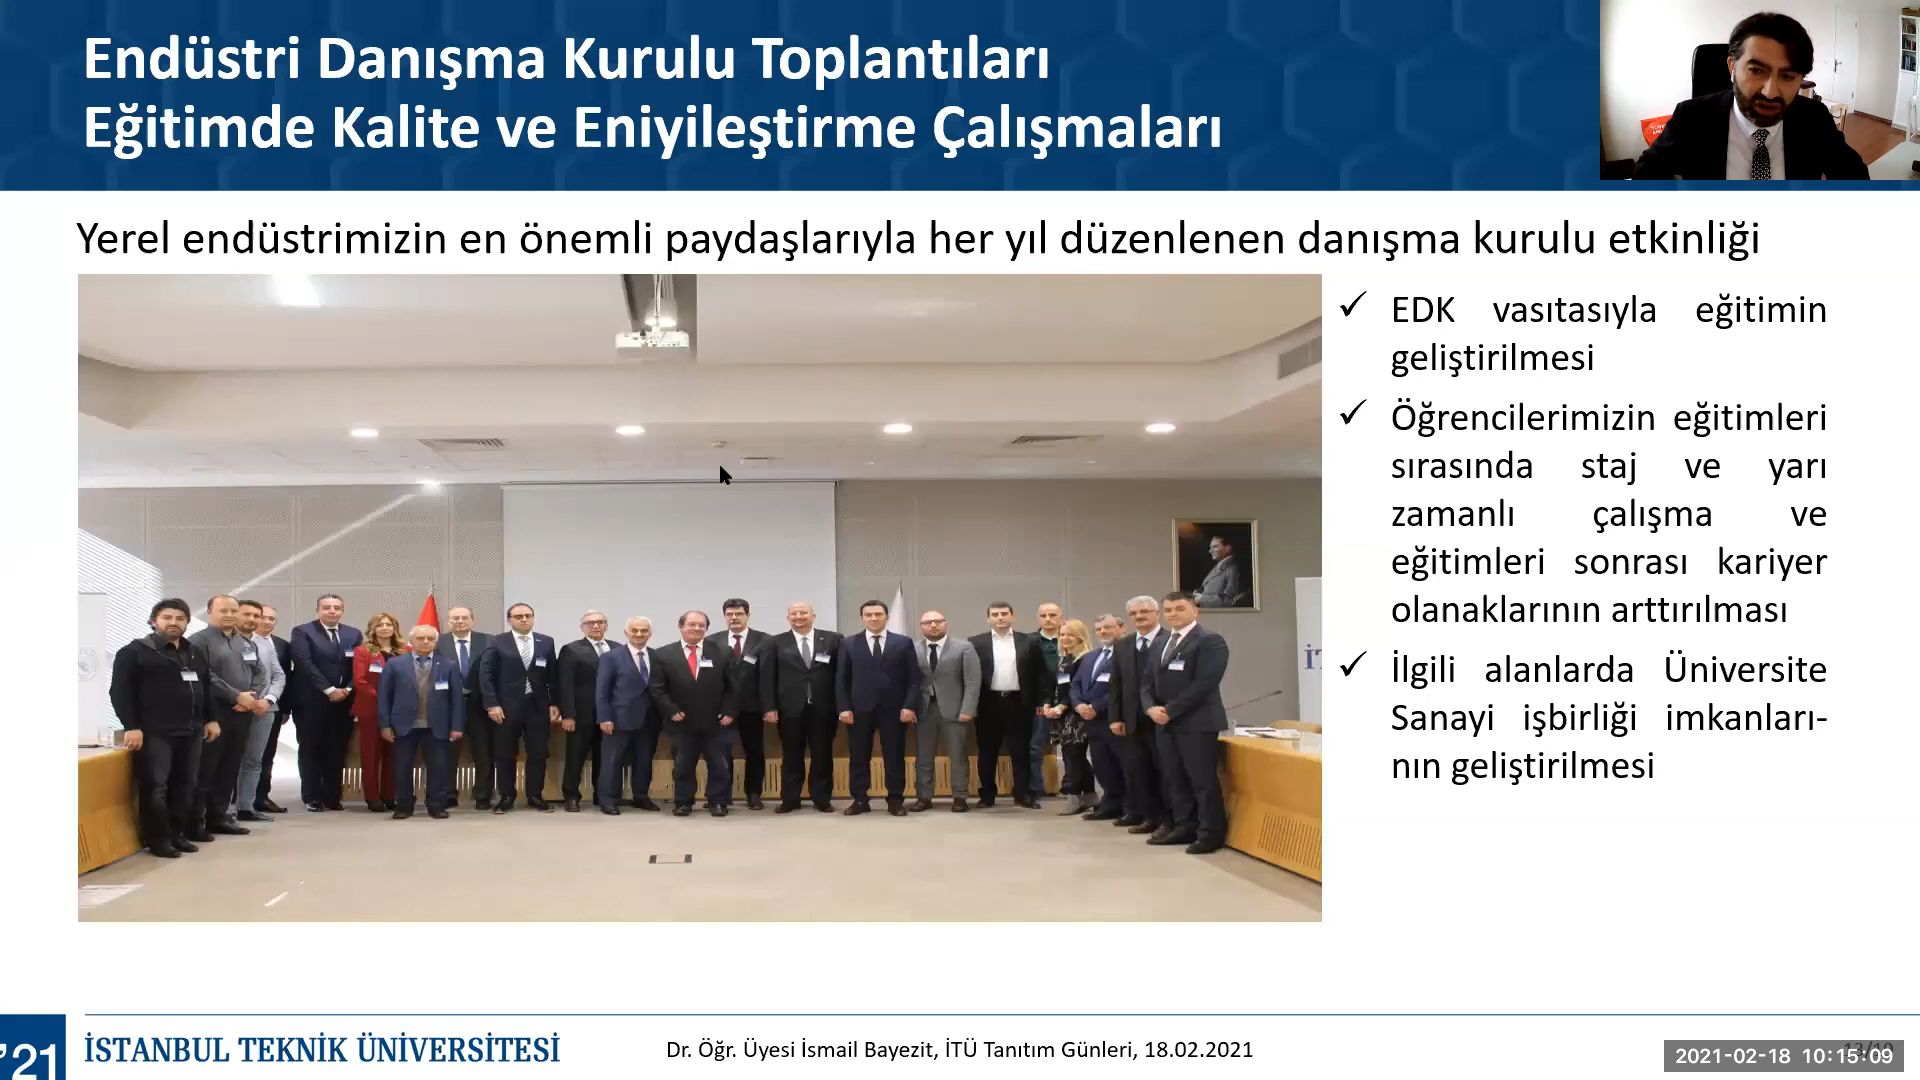 Endüstri Danışma Kurulu Toplantıları
Eğitimde Kalite ve Eniyileştirme Çalışmaları
Yerel endüstrimizin en önemli paydaşlarıyla her yıl düzenlenen danışma kurulu etkinliği
✓ EDK vasıtasıyla eğitimin
geliştirilmesi
✓ Öğrencilerimizin eğitimleri
sırasında staj ve yarı
zamanlı çalışma ve
eğitimleri sonrası kariyer
olanaklarının arttırılması
✓ İlgili alanlarda Üniversite
Sanayi işbirliği imkanları-
nın geliştirilmesi
'21
İSTANBUL TEKNİK ÜNİVERSİTESİ
Dr. Öğr. Üyesi İsmail Bayezit, İTÜ Tanıtım Günleri, 18.02.2021
2021-02-18 10:15:09